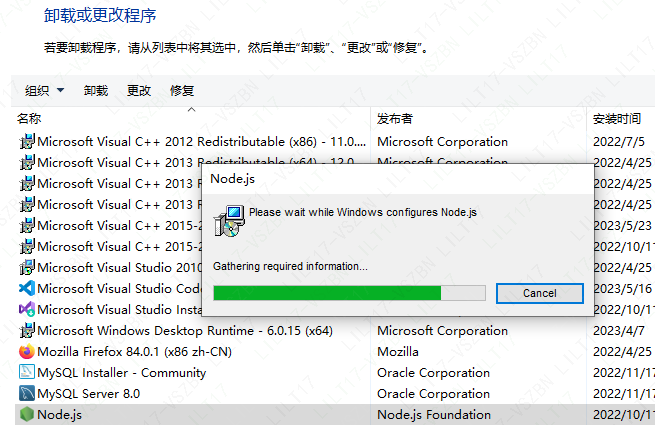 卸载或更改程序
若要卸载程序，请从列表中将其选中，然后单击“卸载”、“更改”或“修复”。
组织 卸载 更改 修复
名称 发布者 安装时间
Microsoft Visual C++ 2012 Redistributable (x86) - 11.0.... Microsoft Corporation 2022/7/5
Microsoft Visual C++ 2013 Redistributable (x64) - 12.0 Microsoft Corporation 2022/4/25
Microsoft Visual C++ 2013 2022/4/25
Microsoft Visual C++ 2013 2022/4/25
Microsoft Visual C++ 2015-2 2023/5/23
Microsoft Visual C++ 2015-2 2022/10/11
Microsoft Visual Studio 2010 2022/4/25
Microsoft Visual Studio Cod 2023/5/16
Microsoft Visual Studio Insta 2022/10/11
Node.js
Please wait while Windows configures Node.js
Gathering required information...
Cancel
Microsoft Windows Desktop Runtime - 6.0.15 (x64) Microsoft Corporation 2023/4/7
Mozilla Firefox 84.0.1 (x86 zh-CN) Mozilla 2022/4/25
MySQL Installer - Community Oracle Corporation 2022/11/17
MySQL Server 8.0 Oracle Corporation 2022/11/17
Node.js Node.js Foundation 2022/10/11